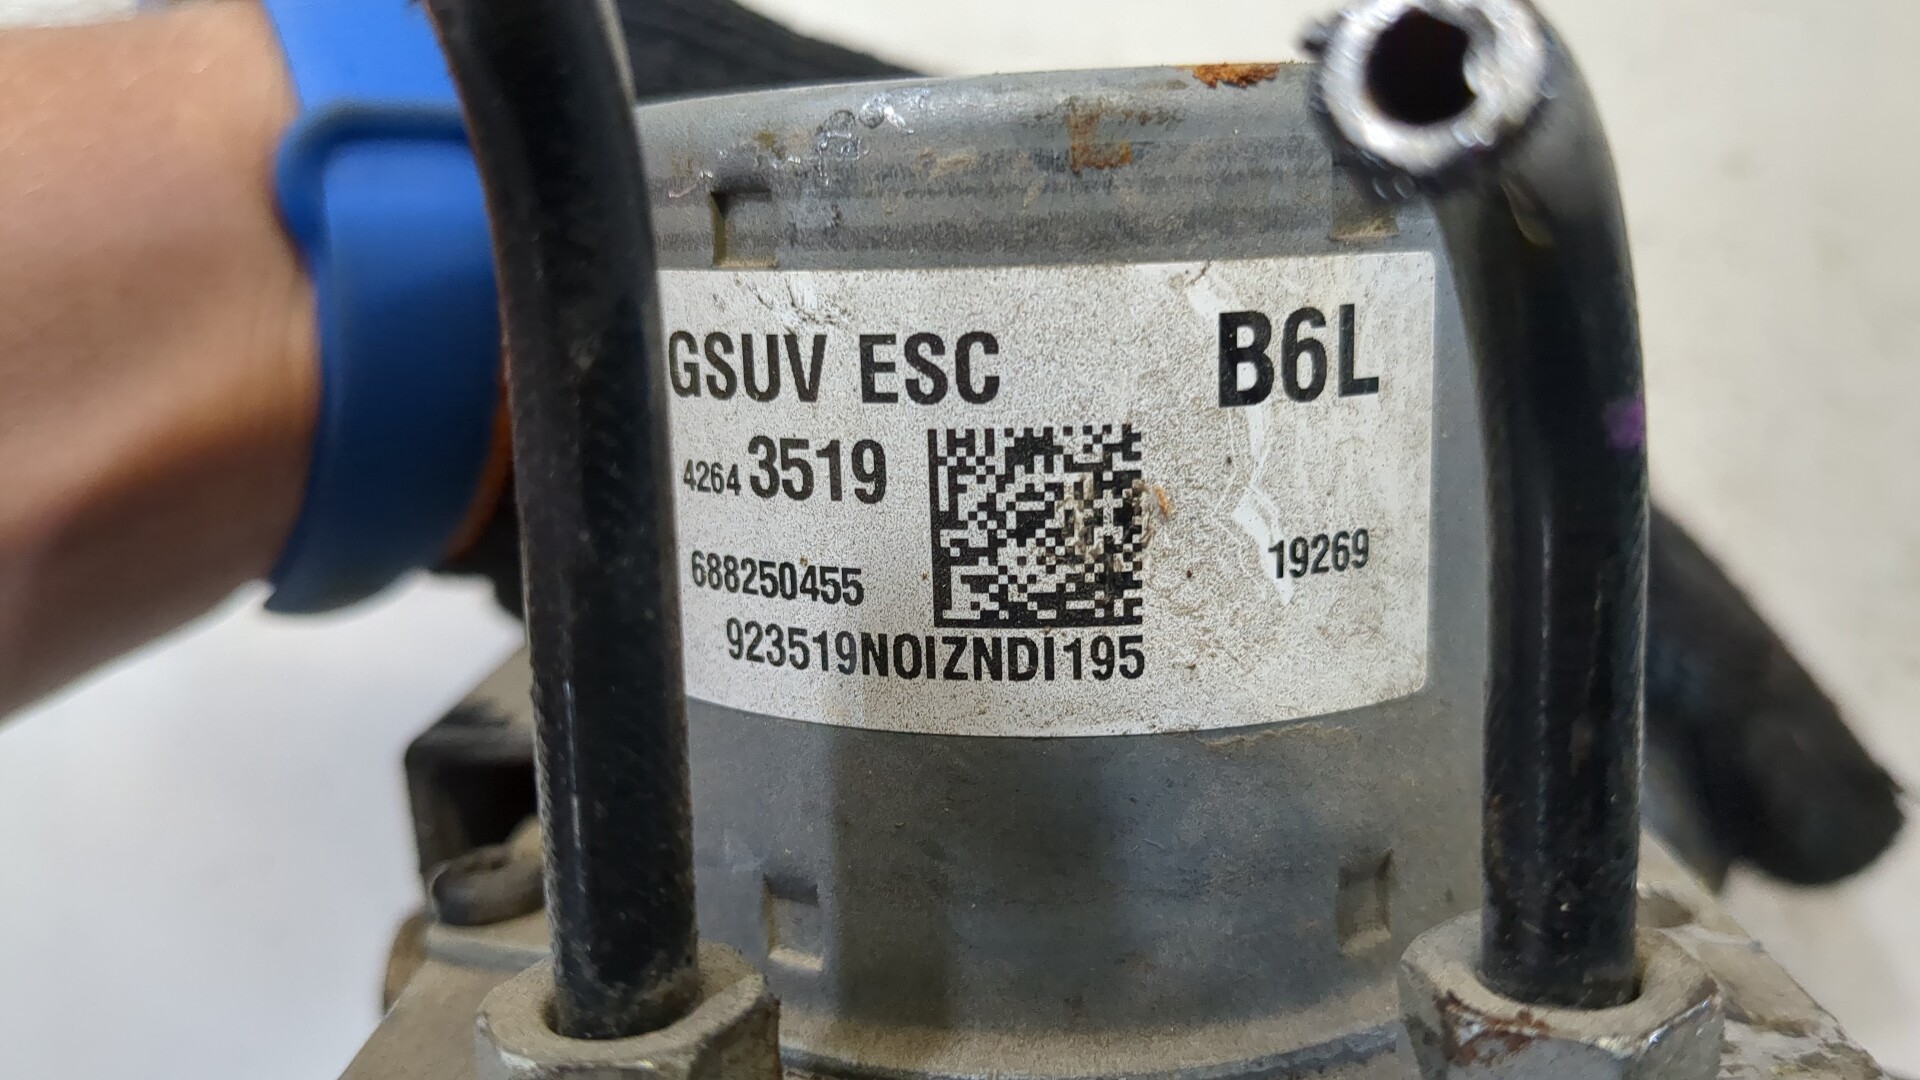 GSUV ESC B6L
4264 3519
688250455 19269
923519NOIZNDI195